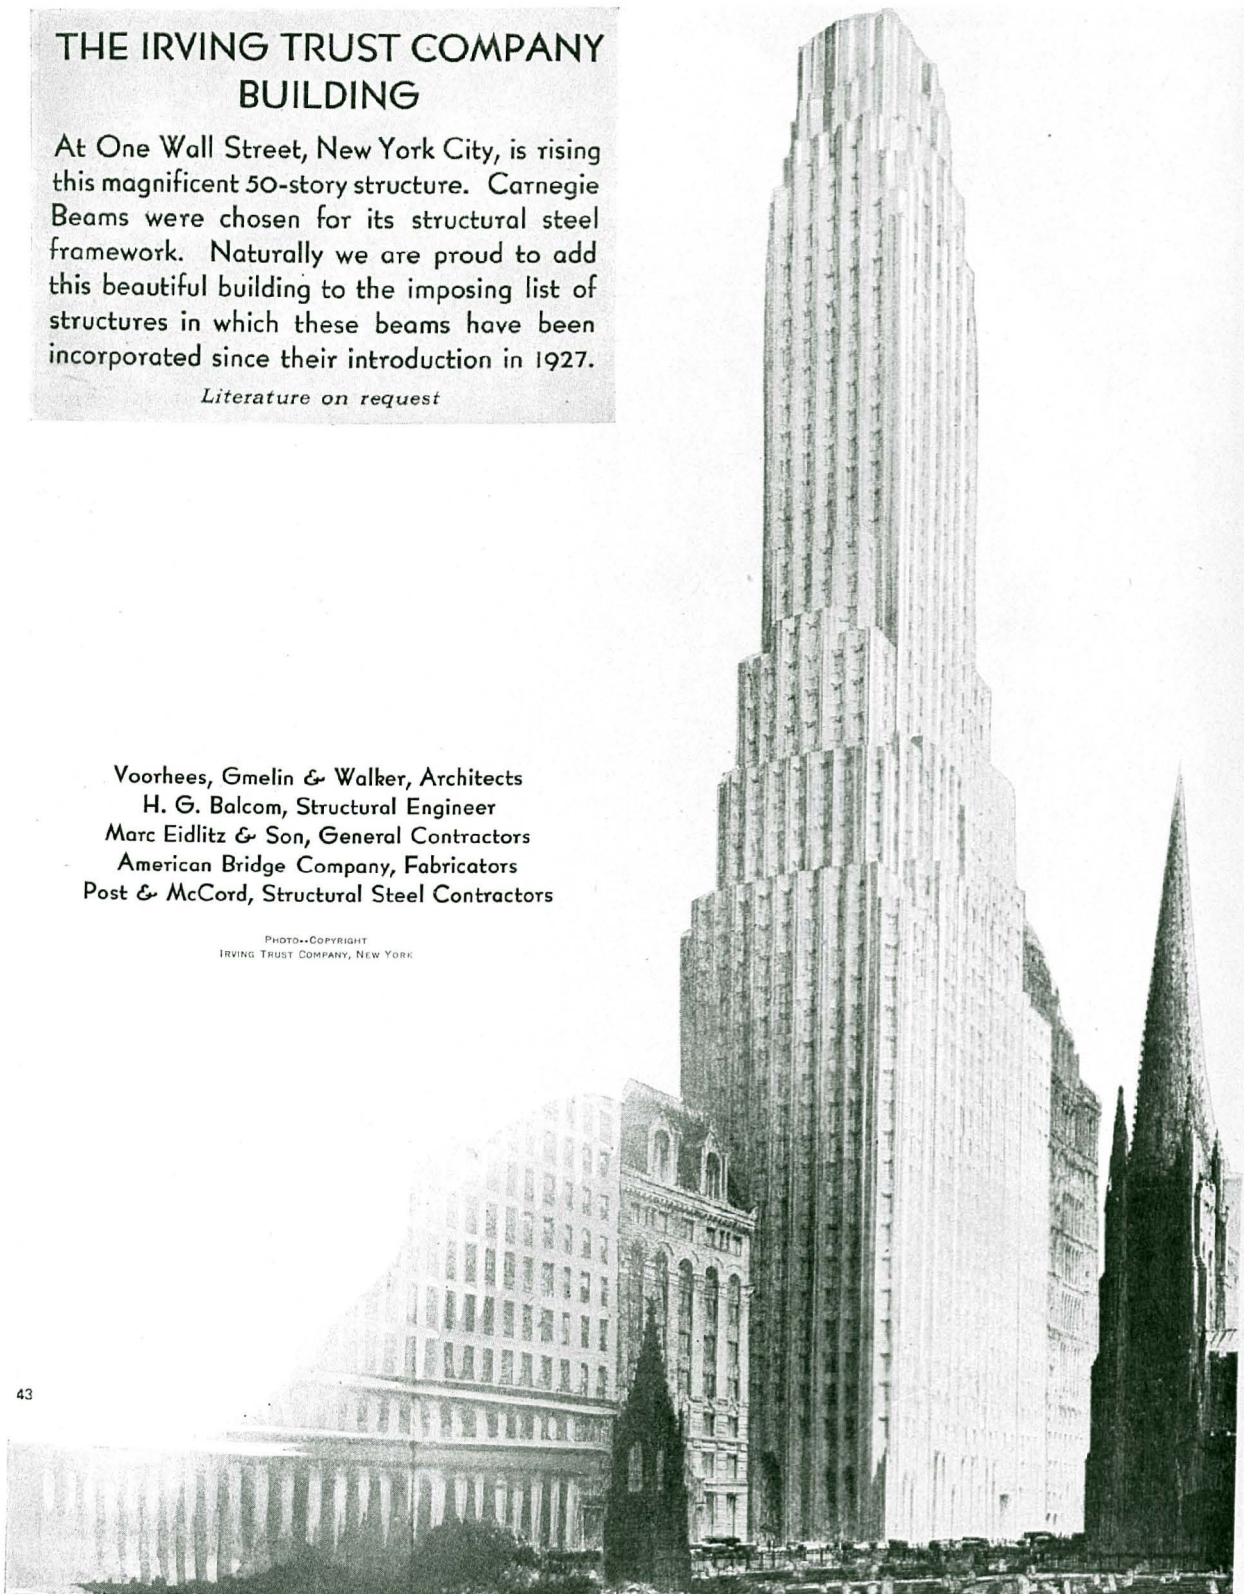 THE IRVING TRUST COMPANY
BUILDING
At One Wall Street, New York City, is rising
this magnificent 50-story structure. Carnegie
Beams were chosen for its structural steel
framework. Naturally we are proud to add
this beautiful building to the imposing list of
structures in which these beams have been
incorporated since their introduction in 1927.
Literature on request
Voorhees, Gmelin & Walker, Architects
H. G. Balcom, Structural Engineer
Marc Eidlitz & Son, General Contractors
American Bridge Company, Fabricators
Post & McCord, Structural Steel Contractors
PHOTO--COPYRIGHT
IRVING TRUST COMPANY, NEW YORK
43